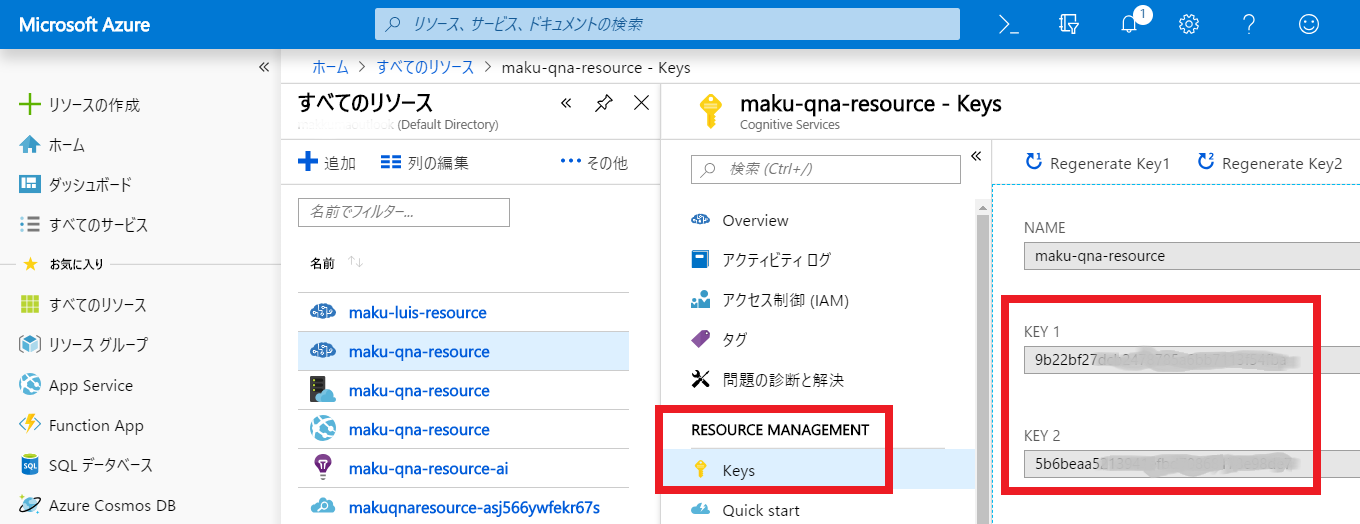 Microsoft Azure
リソース、サービス、ドキュメントの検索
1
ホーム > すべてのリソース > maku-qna-resource - Keys
リソースの作成
ホーム
ダッシュボード
すべてのサービス
お気に入り
すべてのリソース
リソース グループ
App Service
Function App
SQL データベース
Azure Cosmos DB
すべてのリソース
(Default Directory)
追加
列の編集
その他
名前でフィルター...
名前
maku-luis-resource
maku-qna-resource
maku-qna-resource
maku-qna-resource
maku-qna-resource-ai
makuqnaresource-asj566ywfekr67s
maku-qna-resource - Keys
Cognitive Services
検索 (Ctrl+/)
Overview
アクティビティ ログ
アクセス制御 (IAM)
タグ
問題の診断と解決
RESOURCE MANAGEMENT
Keys
Quick start
Regenerate Key1
Regenerate Key2
NAME
maku-qna-resource
KEY 1
KEY 2